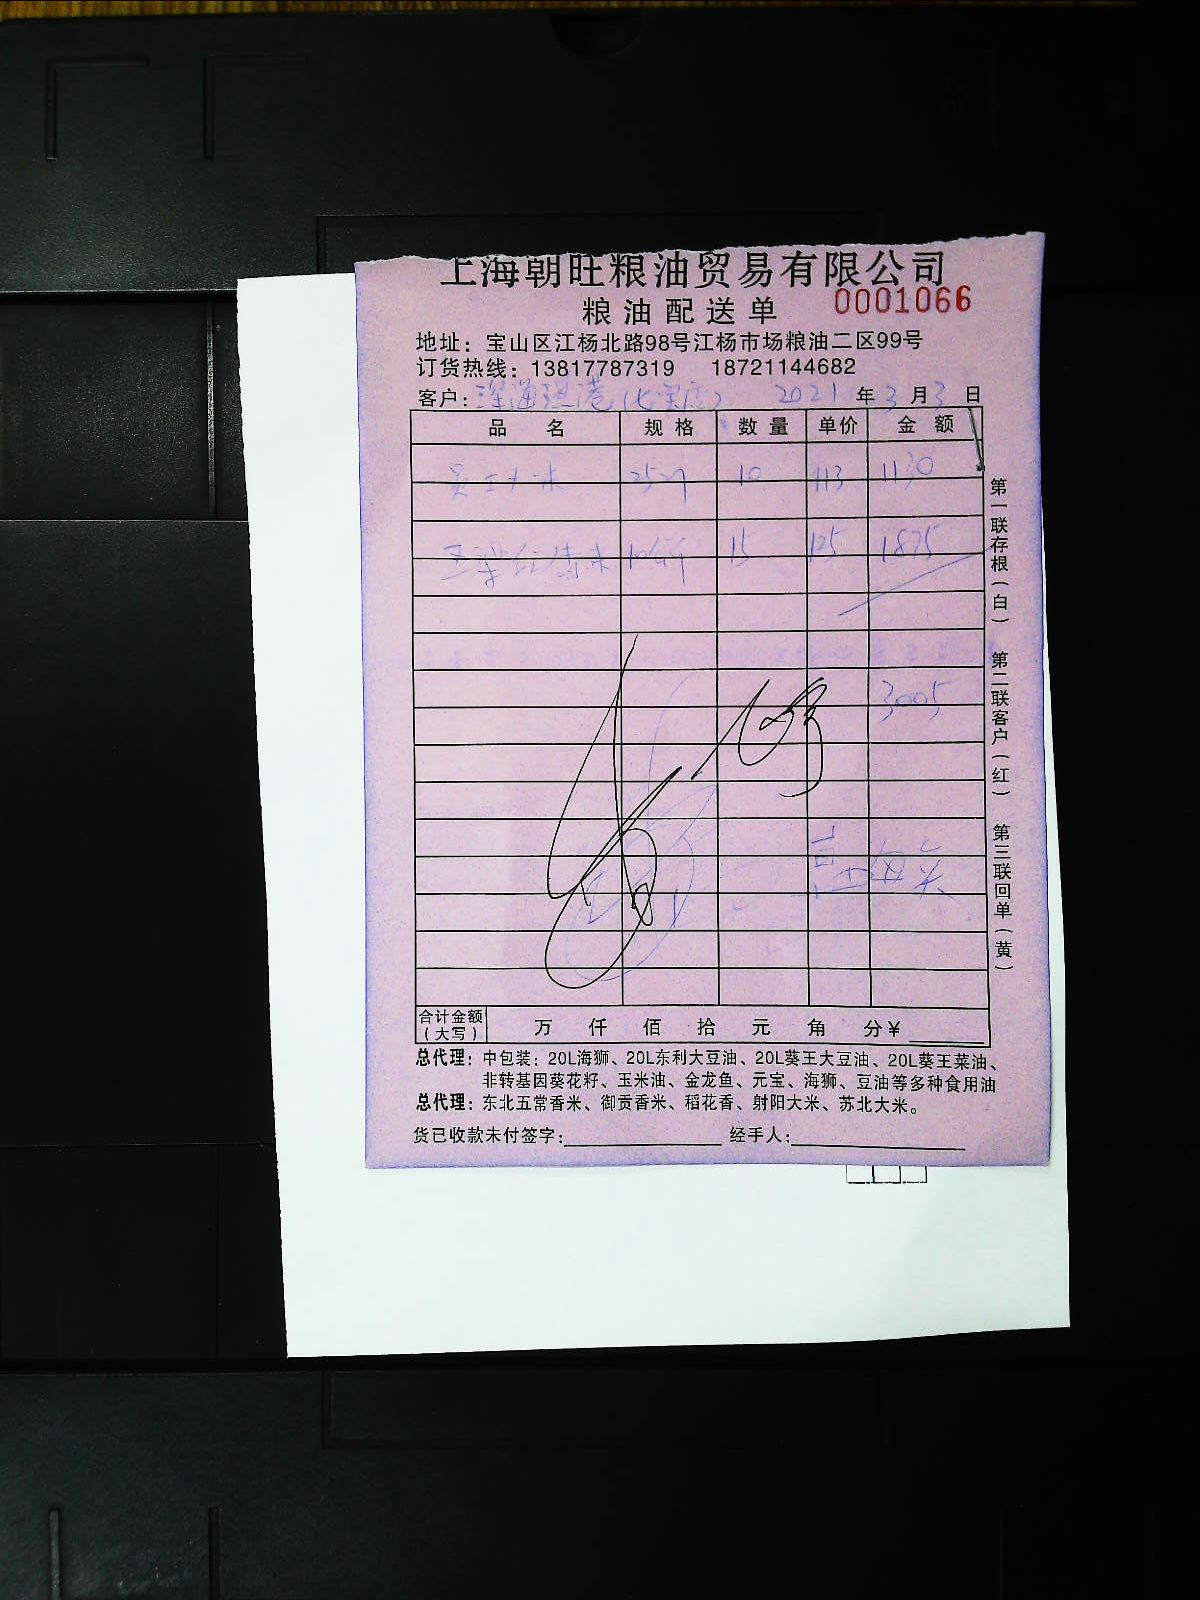 上海朝旺粮油贸易有限公司
粮油配送单 0001066
地址：宝山区江杨北路98号江杨市场粮油二区99号
订货热线：13817787319 18721144682
客户： 2021 年 3 月 3 日
品 名 规 格 数 量 单价 金 额
大米 10 113 1130
15 125 1875
3005
合计金额（大写） 万 仟 佰 拾 元 角 分¥
总代理：中包装：20L海狮、20L东利大豆油、20L葵王大豆油、20L葵王菜油、
非转基因葵花籽、玉米油、金龙鱼、元宝、海狮、豆油等多种食用油
总代理：东北五常香米、御贡香米、稻花香、射阳大米、苏北大米。
货已收款未付签字： 经手人：
第一联存根（白） 第二联客户（红） 第三联回单（黄）